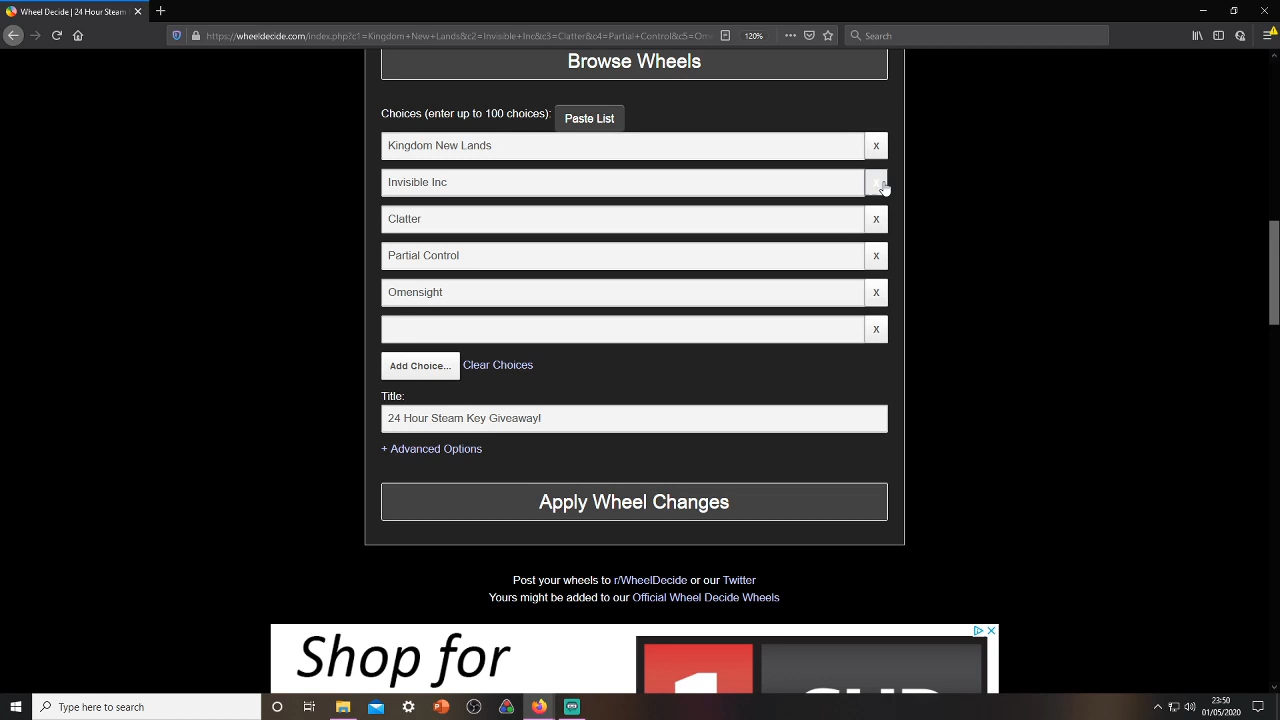 Wheel Decide | 24 Hour Steam
https://wheeldecide.com/index.php?c1=Kingdom+New+Lands&c2=Invisible+Inc&c3=Clatter&c4=Partial+Control&c5=Om
120%
Search
Browse Wheels
Choices (enter up to 100 choices):
Paste List
Kingdom New Lands
X
Invisible Inc
X
Clatter
X
Partial Control
X
Omensight
X
X
Add Choice...
Clear Choices
Title:
24 Hour Steam Key Giveaway!
+ Advanced Options
Apply Wheel Changes
Post your wheels to r/WheelDecide or our Twitter
Yours might be added to our Official Wheel Decide Wheels
Shop for
Type here to search
23:50
01/05/2020